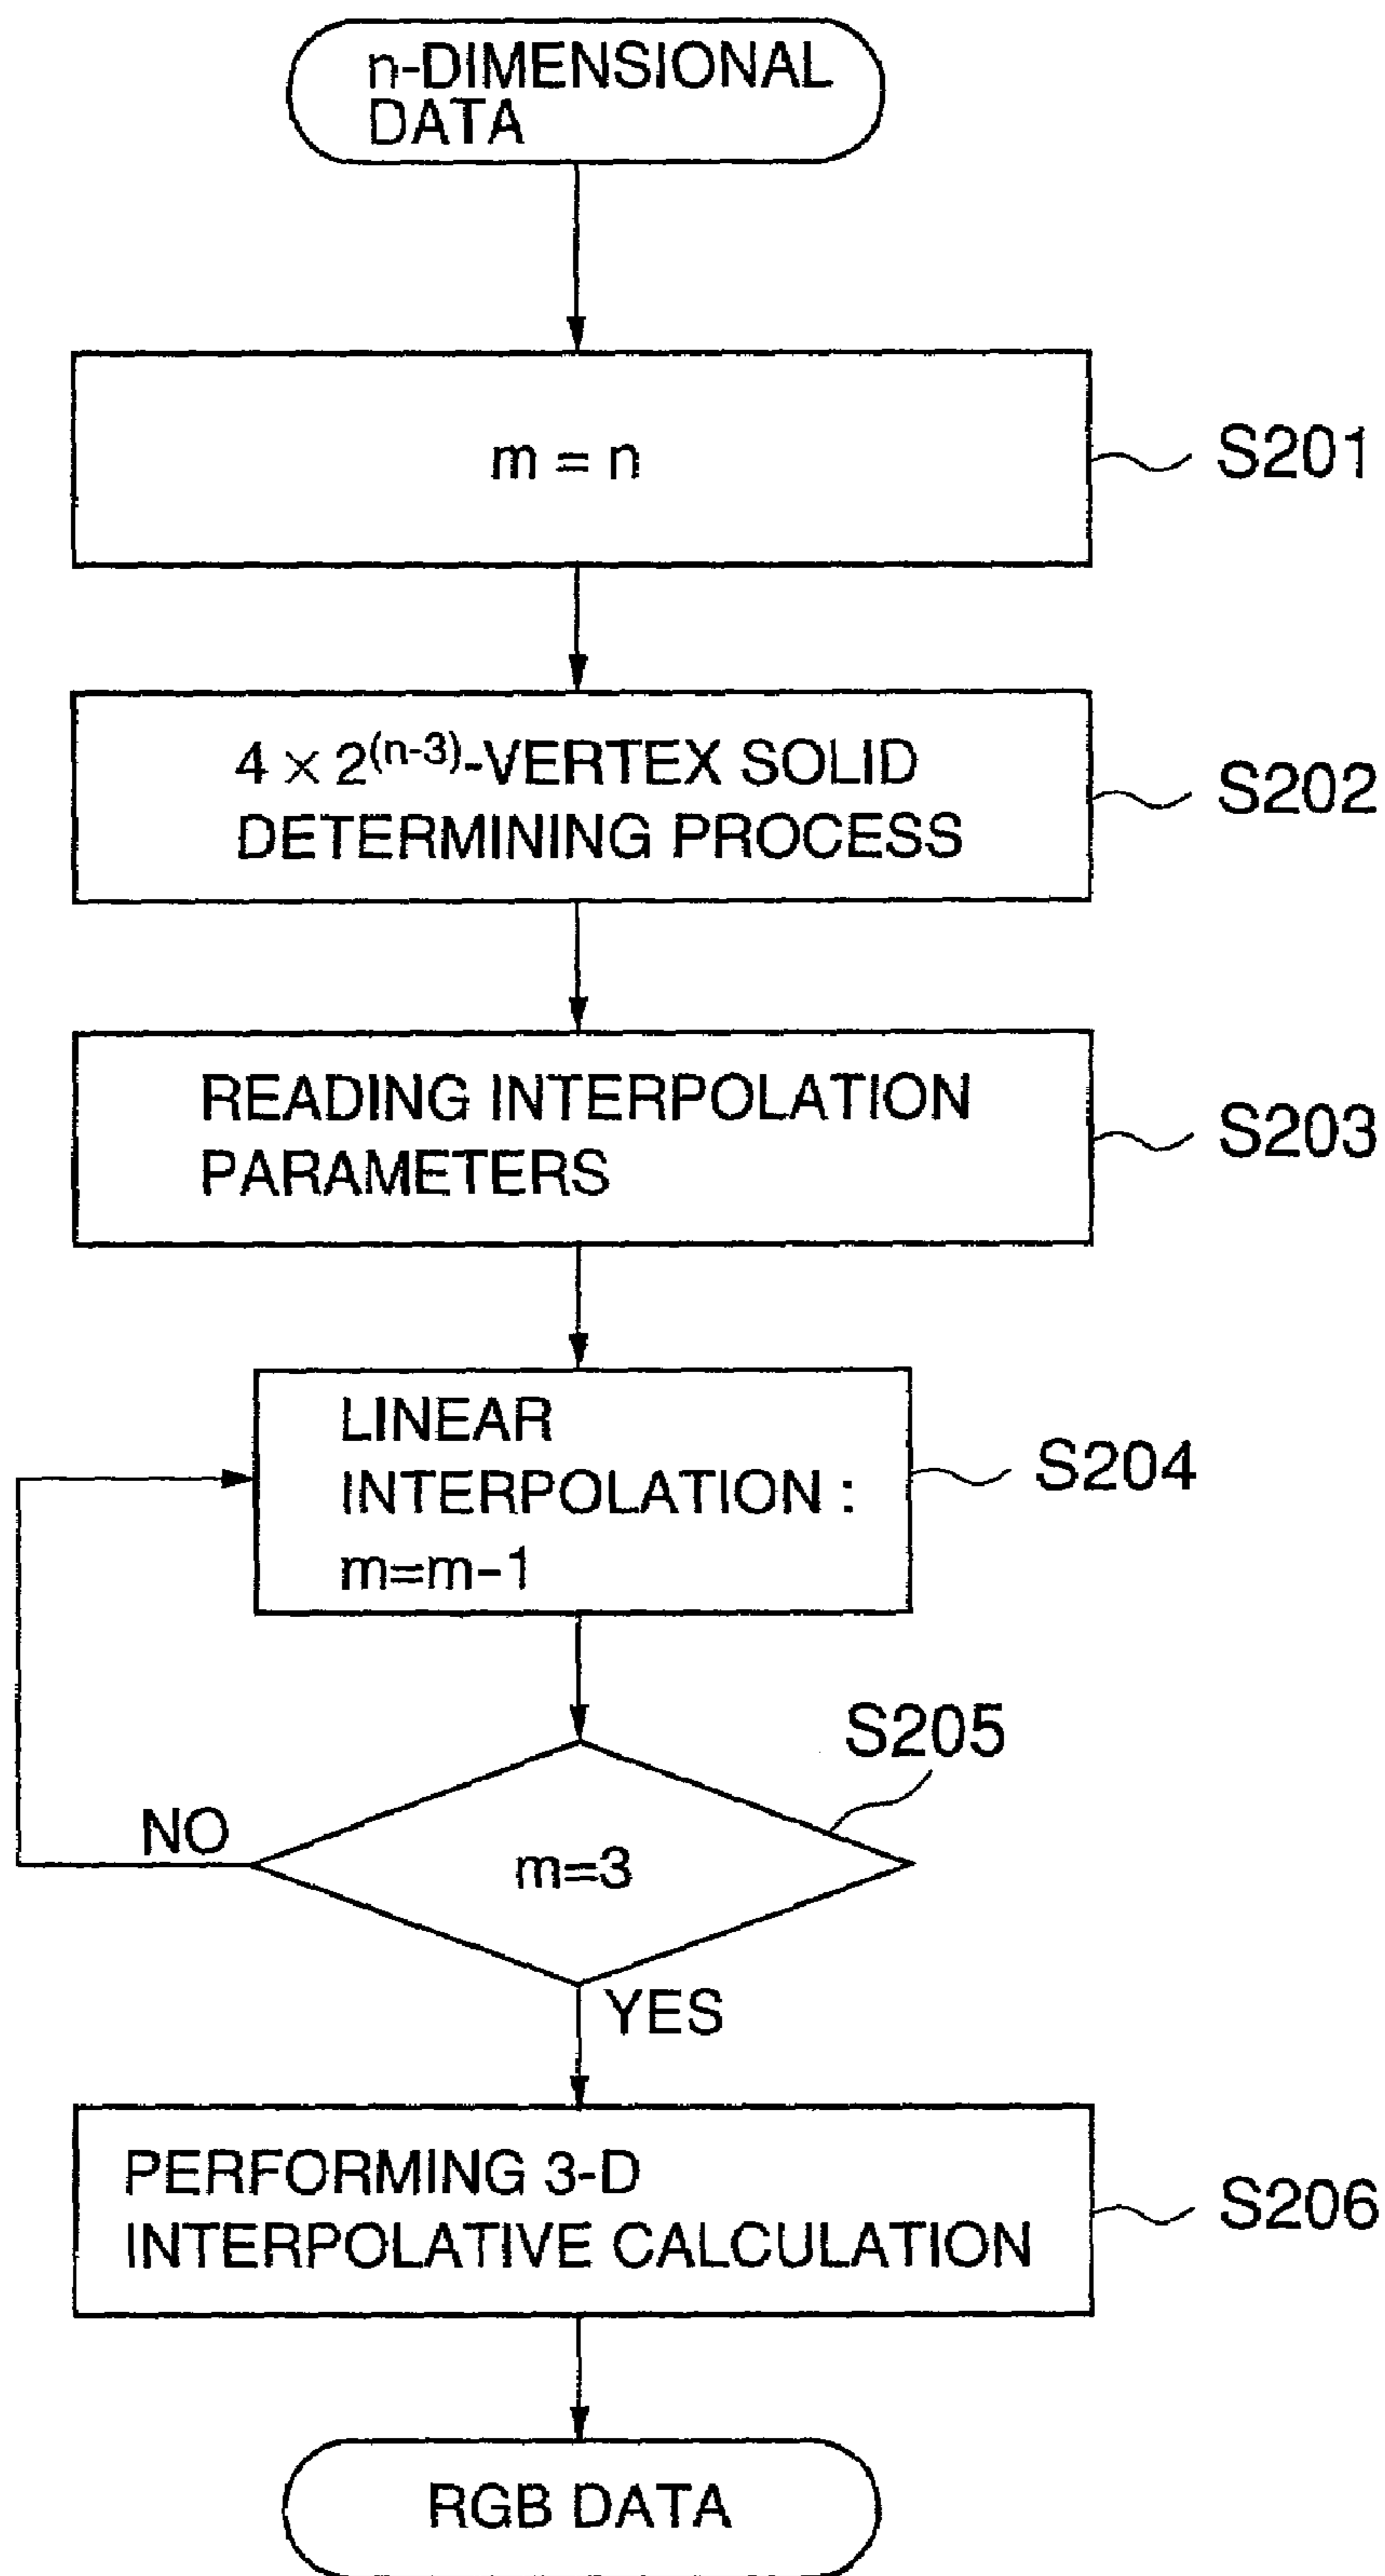 n-DIMENSIONAL
DATA
m = n
S201
4 × 2^(n-3)-VERTEX SOLID
DETERMINING PROCESS
S202
READING INTERPOLATION
PARAMETERS
S203
LINEAR
INTERPOLATION :
m=m-1
S204
S205
NO
m=3
YES
PERFORMING 3-D
INTERPOLATIVE CALCULATION
S206
RGB DATA